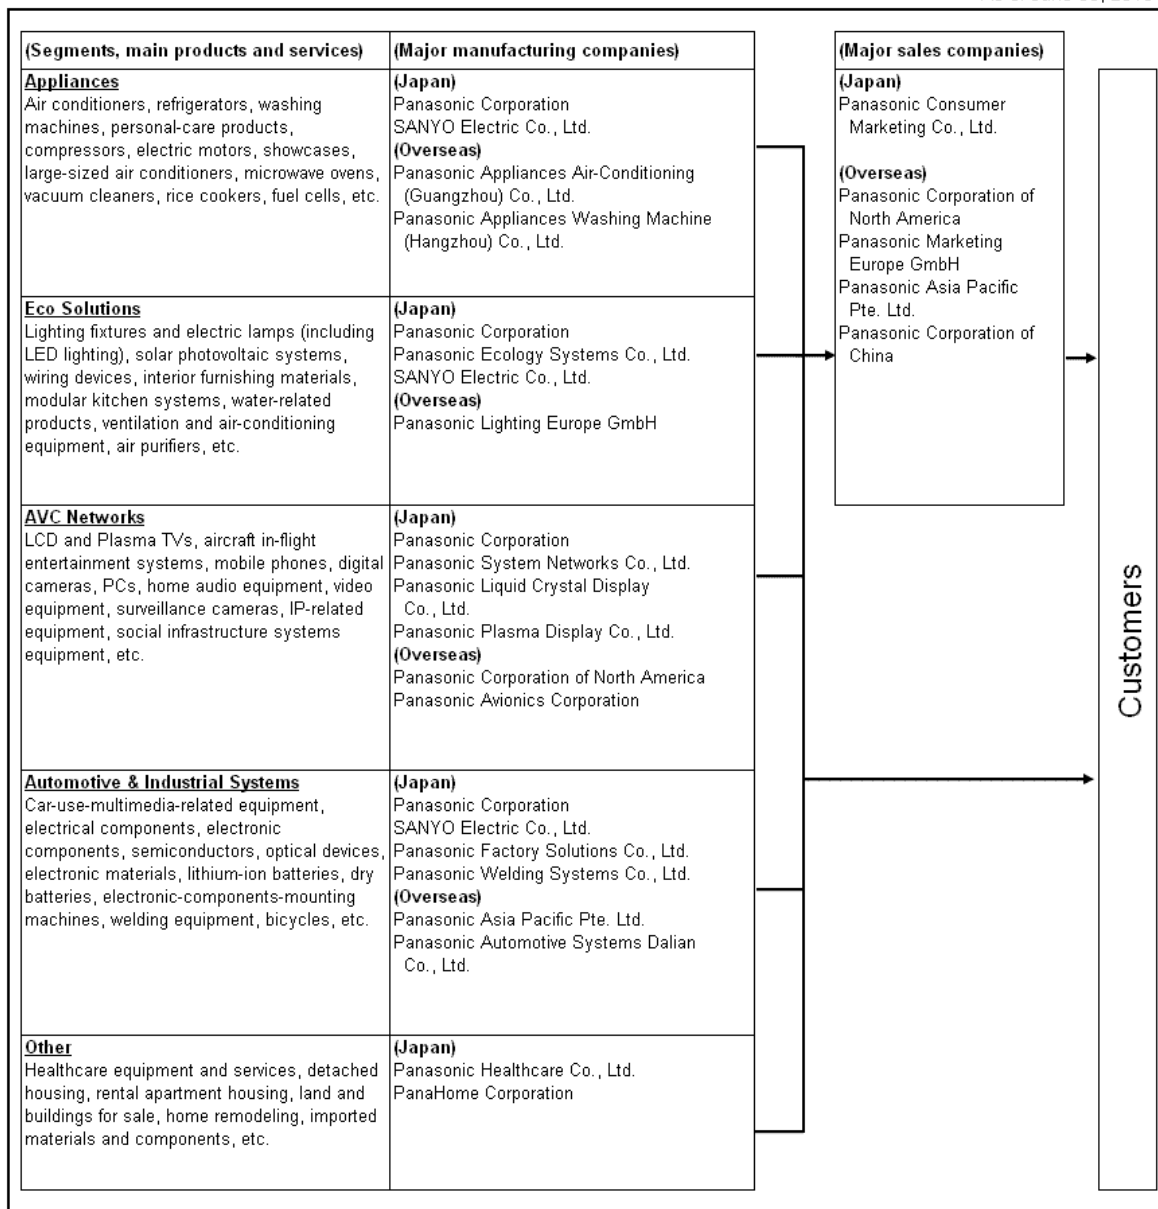 (Segments, main products and services)
(Major manufacturing companies)
(Major sales companies)
Appliances
Air conditioners, refrigerators, washing
machines, personal-care products,
compressors, electric motors, showcases,
large-sized air conditioners, microwave ovens,
vacuum cleaners, rice cookers, fuel cells, etc.
(Japan)
Panasonic Corporation
SANYO Electric Co., Ltd.
(Overseas)
Panasonic Appliances Air-Conditioning
(Guangzhou) Co., Ltd.
Panasonic Appliances Washing Machine
(Hangzhou) Co., Ltd.
Eco Solutions
Lighting fixtures and electric lamps (including
LED lighting), solar photovoltaic systems,
wiring devices, interior furnishing materials,
modular kitchen systems, water-related
products, ventilation and air-conditioning
equipment, air purifiers, etc.
(Japan)
Panasonic Corporation
Panasonic Ecology Systems Co., Ltd.
SANYO Electric Co., Ltd.
(Overseas)
Panasonic Lighting Europe GmbH
AVC Networks
LCD and Plasma TVs, aircraft in-flight
entertainment systems, mobile phones, digital
cameras, PCs, home audio equipment, video
equipment, surveillance cameras, IP-related
equipment, social infrastructure systems
equipment, etc.
(Japan)
Panasonic Corporation
Panasonic System Networks Co., Ltd.
Panasonic Liquid Crystal Display
Co., Ltd.
Panasonic Plasma Display Co., Ltd.
(Overseas)
Panasonic Corporation of North America
Panasonic Avionics Corporation
Automotive & Industrial Systems
Car-use-multimedia-related equipment,
electrical components, electronic
components, semiconductors, optical devices,
electronic materials, lithium-ion batteries, dry
batteries, electronic-components-mounting
machines, welding equipment, bicycles, etc.
(Japan)
Panasonic Corporation
SANYO Electric Co., Ltd.
Panasonic Factory Solutions Co., Ltd.
Panasonic Welding Systems Co., Ltd.
(Overseas)
Panasonic Asia Pacific Pte. Ltd.
Panasonic Automotive Systems Dalian
Co., Ltd.
Other
Healthcare equipment and services, detached
housing, rental apartment housing, land and
buildings for sale, home remodeling, imported
materials and components, etc.
(Japan)
Panasonic Healthcare Co., Ltd.
PanaHome Corporation
(Japan)
Panasonic Consumer
Marketing Co., Ltd.
(Overseas)
Panasonic Corporation of
North America
Panasonic Marketing
Europe GmbH
Panasonic Asia Pacific
Pte. Ltd.
Panasonic Corporation of
China
Customers